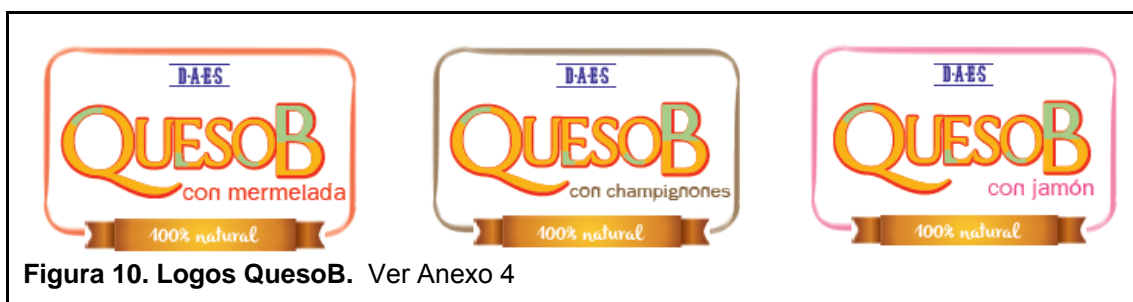 D·A·E·S
QUESOB
con mermelada
100% natural
D·A·E·S
QUESOB
con champignones
100% natural
D·A·E·S
QUESOB
con jamón
100% natural
Figura 10. Logos QuesoB. Ver Anexo 4